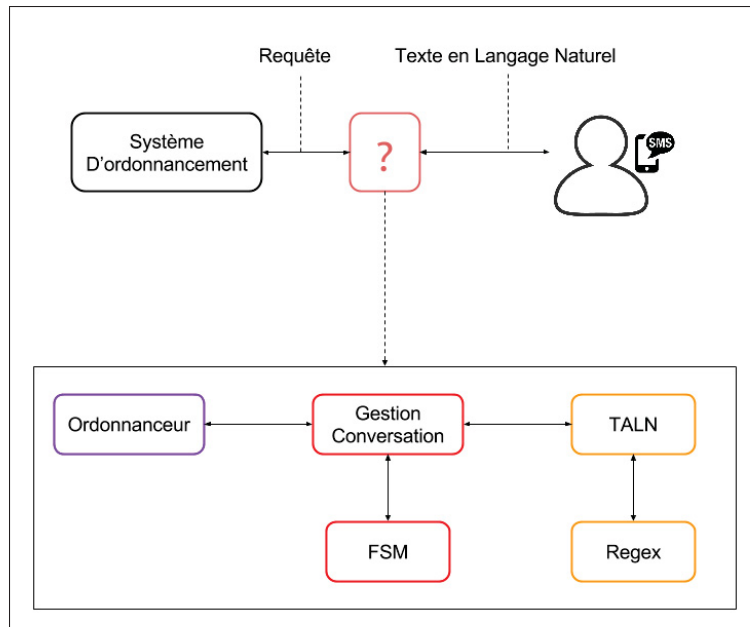 Requête
Texte en Langage Naturel
Système
D'ordonnancement
?
SMS
Ordonnanceur
Gestion
Conversation
TALN
FSM
Regex